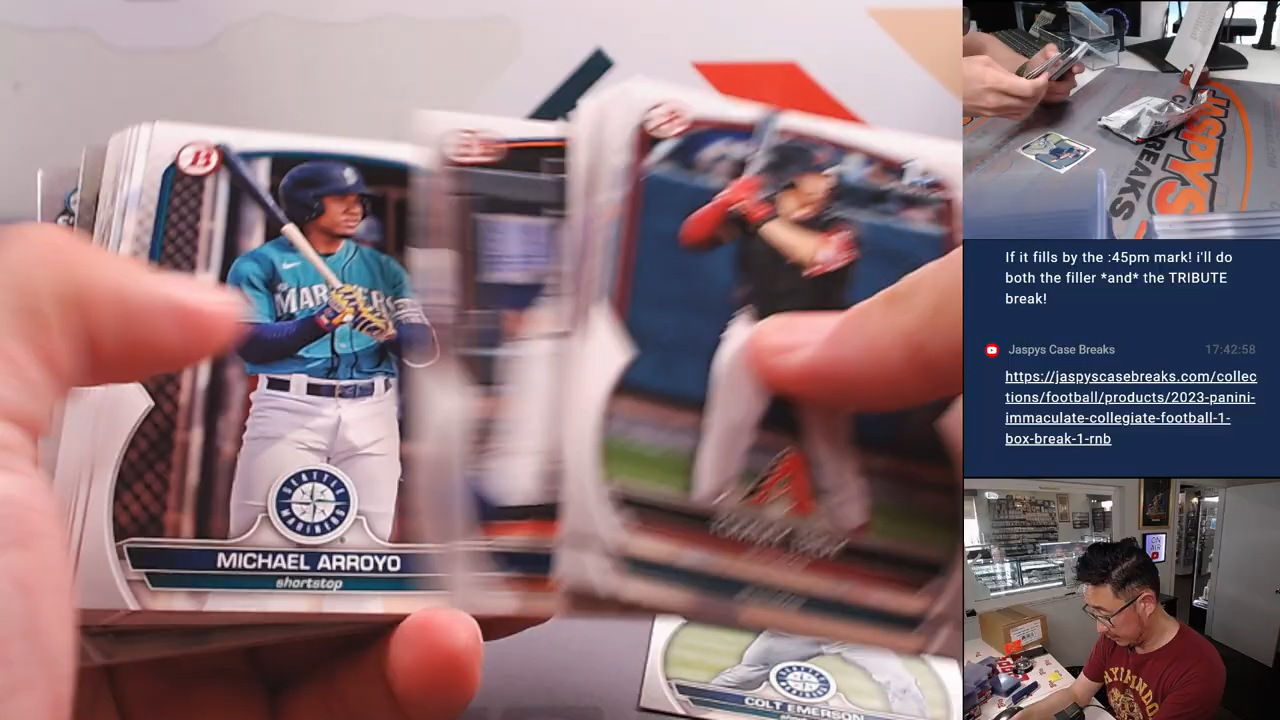 B
MARINERS
SEATTLE
MARINERS
MICHAEL ARROYO
shortstop
COLT EMERSON
JASPYS
BREAKS
If it fills by the :45pm mark! i'll do
both the filler *and* the TRIBUTE
break!
Jaspys Case Breaks
17:42:58
https://jaspyscasebreaks.com/collec
tions/football/products/2023-panini-
immaculate-collegiate-football-1-
box-break-1-rnb
ON
AIR